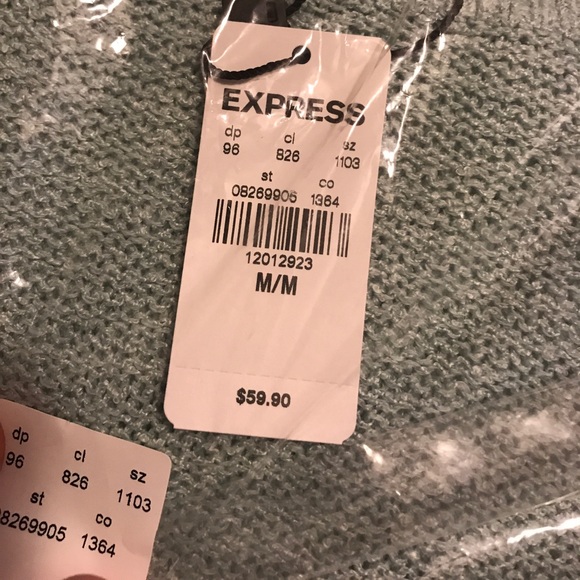 EXPRESS
dp cl sz
96 826 1103
st co
08269905 1364
12012923
M/M
$59.90
dp cl sz
96 826 1103
st co
8269905 1364